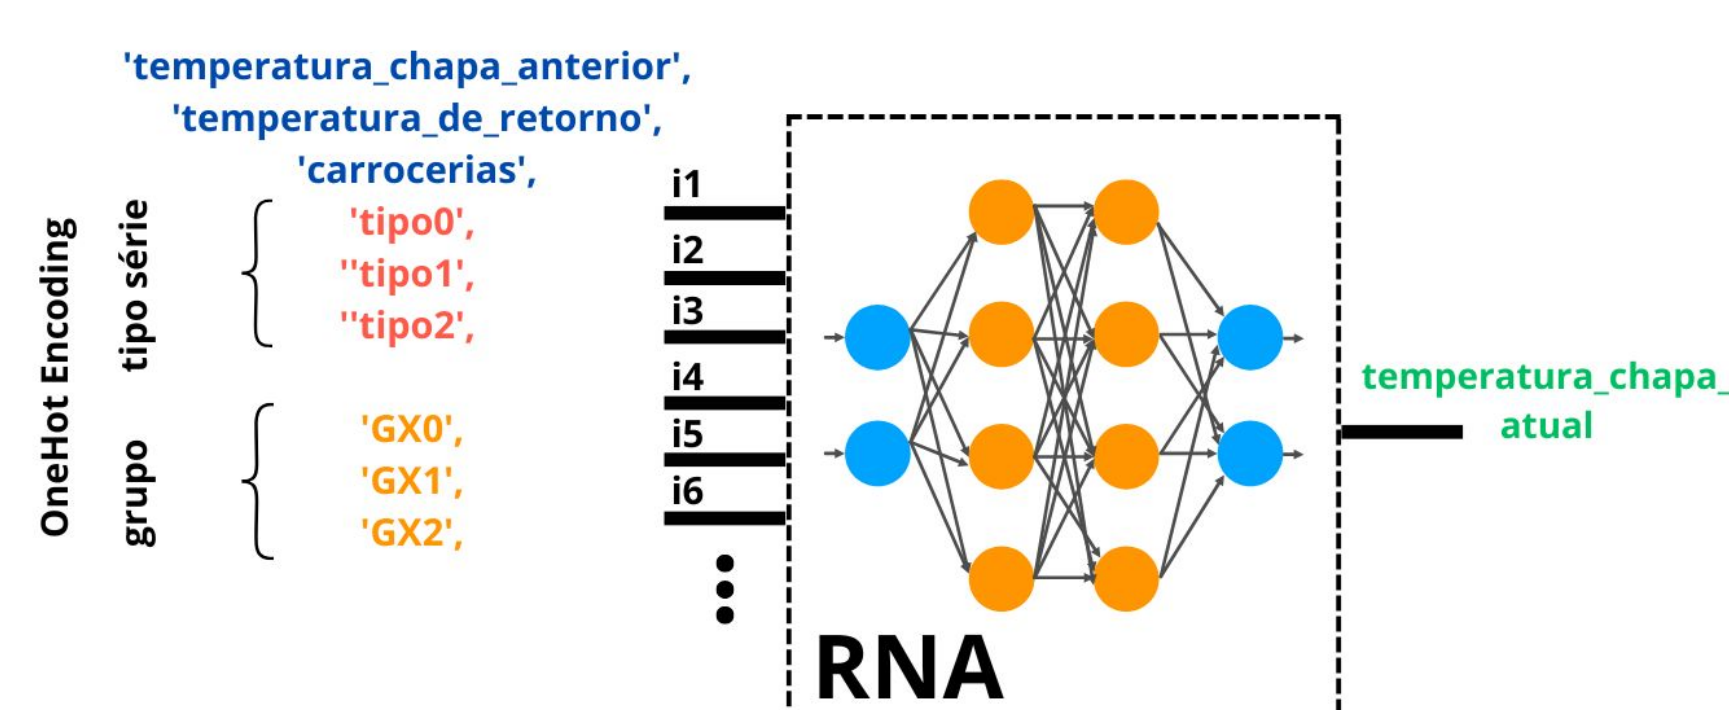 'temperatura_chapa_anterior',
'temperatura_de_retorno',
'carrocerias',
OneHot Encoding
tipo série
'tipo0',
''tipo1',
''tipo2',
grupo
'GX0',
'GX1',
'GX2',
i1
i2
i3
i4
i5
i6
RNA
temperatura_chapa_
atual